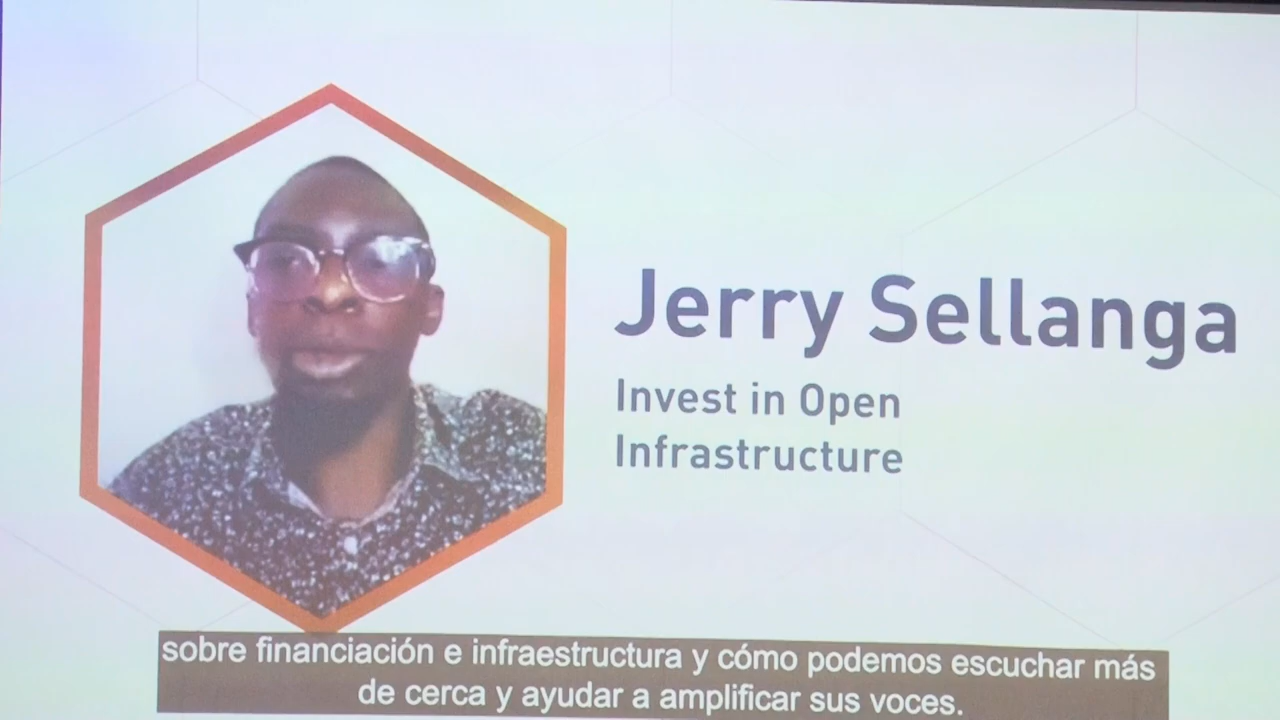 Jerry Sellanga
Invest in Open
Infrastructure
sobre financiación e infraestructura y cómo podemos escuchar más
de cerca y ayudar a amplificar sus voces.